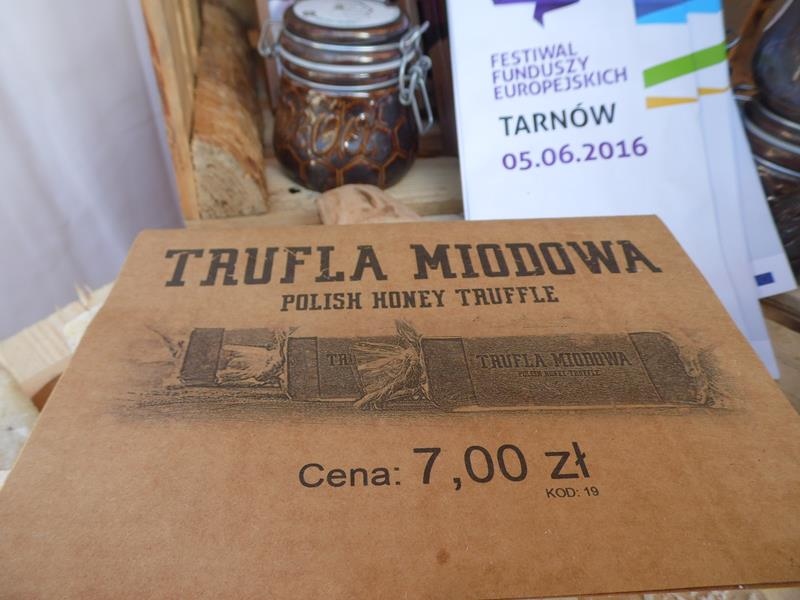 FESTIWAL
FUNDUSZY
EUROPEJSKICH
TARNÓW
05.06.2016
TRUFLA MIODOWA
POLISH HONEY TRUFFLE
TRU
TRUFLA MIODOWA
POLISH HONEY TRUFFLE
Cena: 7,00 zł
KOD: 19